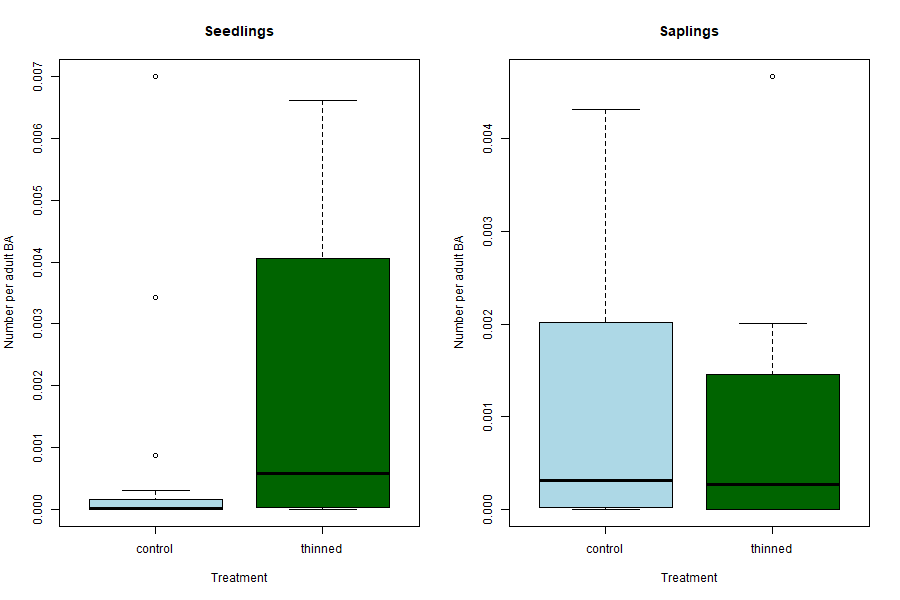 Seedlings
Number per adult BA
0.007
0.006
0.005
0.004
0.003
0.002
0.001
0.000
control
thinned
Treatment
Saplings
Number per adult BA
0.004
0.003
0.002
0.001
0.000
control
thinned
Treatment